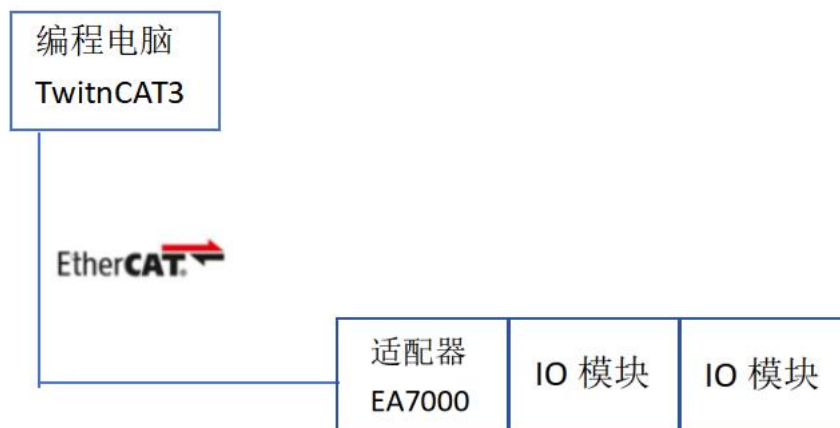 编程电脑
TwitnCAT3
EtherCAT®
适配器
EA7000
IO 模块
IO 模块